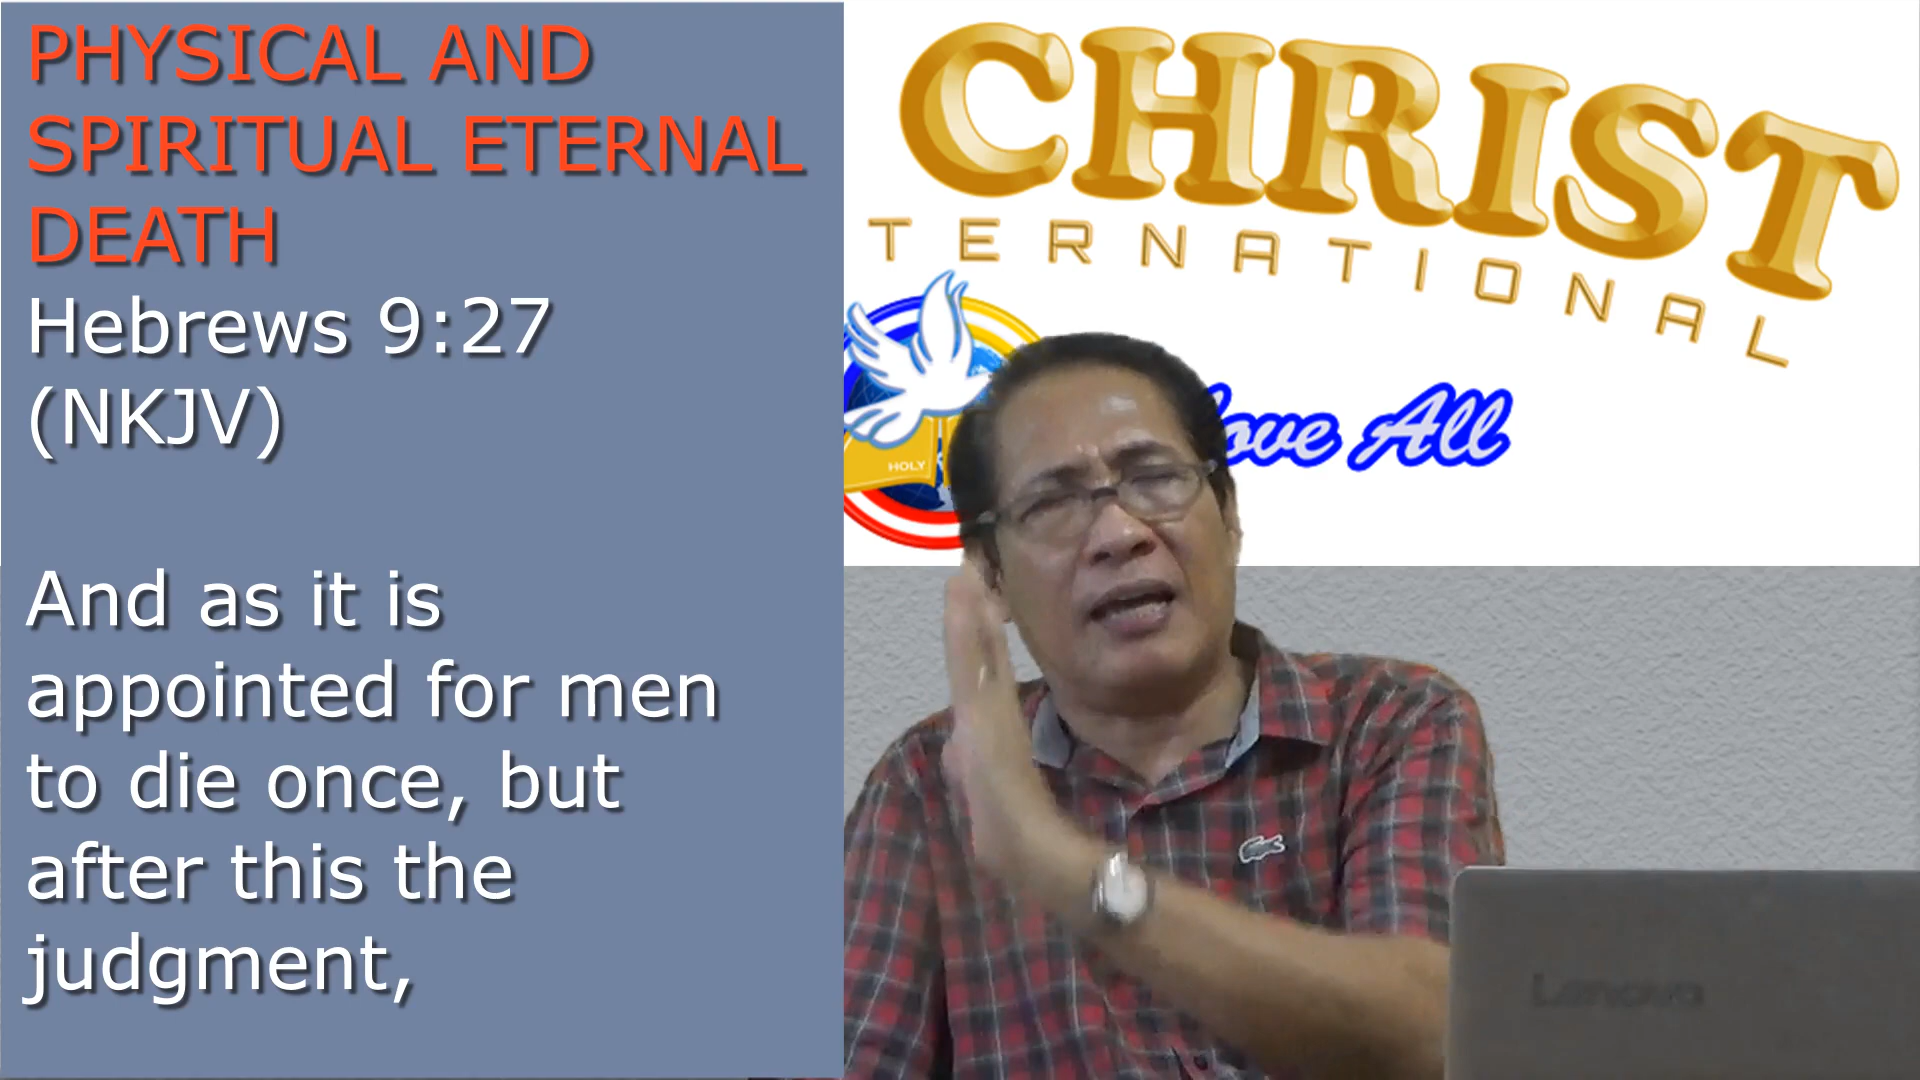 PHYSICAL AND
SPIRITUAL ETERNAL
DEATH
Hebrews 9:27
(NKJV)
And as it is
appointed for men
to die once, but
after this the
judgment,
CHRIST
TERNATIONAL
HOLY
ove All
Lenovo